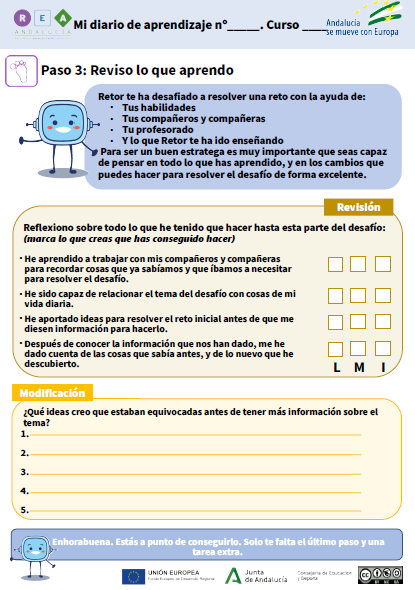 R E A
ANDALUCÍA
Mi diario de aprendizaje nº_____. Curso ____
Andalucía
se mueve con Europa
Paso 3: Reviso lo que aprendo
Retor te ha desafiado a resolver una reto con la ayuda de:
• Tus habilidades
• Tus compañeros y compañeras
• Tu profesorado
• Y lo que Retor te ha ido enseñando
Para ser un buen estratega es muy importante que seas capaz
de pensar en todo lo que has aprendido, y en los cambios que
puedes hacer para resolver el desafío de forma excelente.
Revisión
Reflexiono sobre todo lo que he tenido que hacer hasta esta parte del desafío:
(marca lo que creas que has conseguido hacer)
• He aprendido a trabajar con mis compañeros y compañeras
para recordar cosas que ya sabíamos y que íbamos a necesitar
para resolver el desafío.
• He sido capaz de relacionar el tema del desafío con cosas de mi
vida diaria.
• He aportado ideas para resolver el reto inicial antes de que me
diesen información para hacerlo.
• Después de conocer la información que nos han dado, me he
dado cuenta de las cosas que sabía antes, y de lo nuevo que he
descubierto.
L M I
Modificación
¿Qué ideas creo que estaban equivocadas antes de tener más información sobre el
tema?
1.
2.
3.
4.
5.
Enhorabuena. Estás a punto de conseguirlo. Solo te falta el último paso y una
tarea extra.
UNIÓN EUROPEA
Fondo Europeo de Desarrollo Regional
Junta
de Andalucía
Consejería de Educación
y Deporte